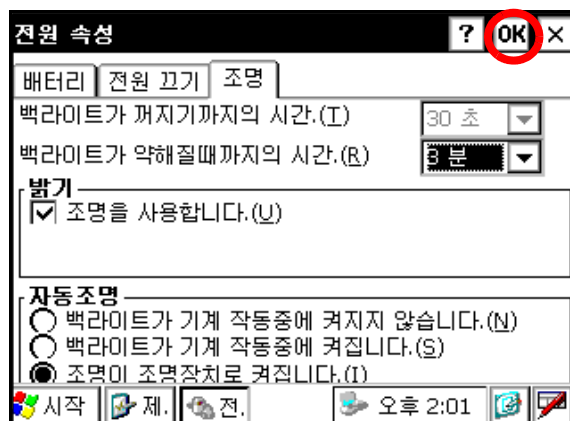 전원 속성 ? OK ×
배터리 전원 끄기 조명
백라이트가 꺼지기까지의 시간.(T) 30 초
백라이트가 약해질때까지의 시간.(R) 3 분
밝기
조명을 사용합니다.(U)
자동조명
백라이트가 기계 작동중에 켜지지 않습니다.(N)
백라이트가 기계 작동중에 켜집니다.(S)
조명이 조명장치로 켜집니다.(I)
시작 제. 전. 오후 2:01